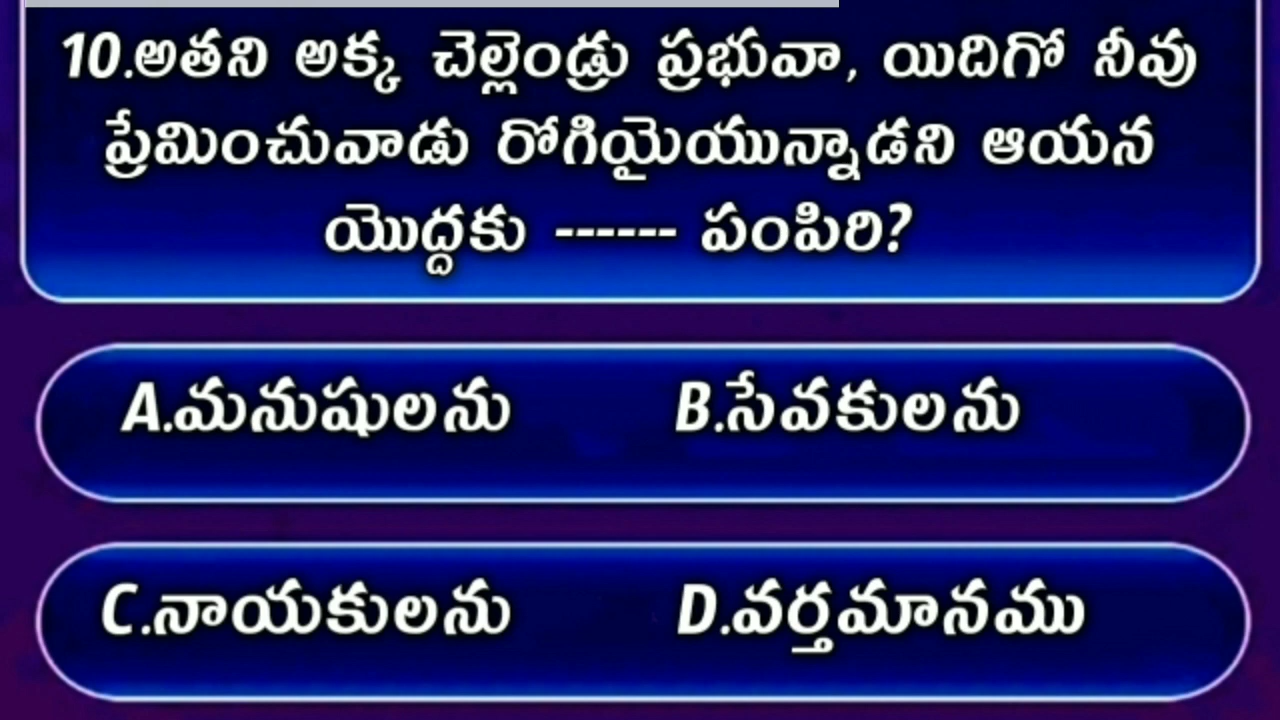 10.అతని అక్క చెల్లెండ్రు ప్రభువా, యిదిగో నీవు
ప్రేమించువాడు రోగియైయున్నాడని ఆయన
యొద్దకు ------ పంపిరి?
A.మనుషులను B.సేవకులను
C.నాయకులను D.వర్తమానము